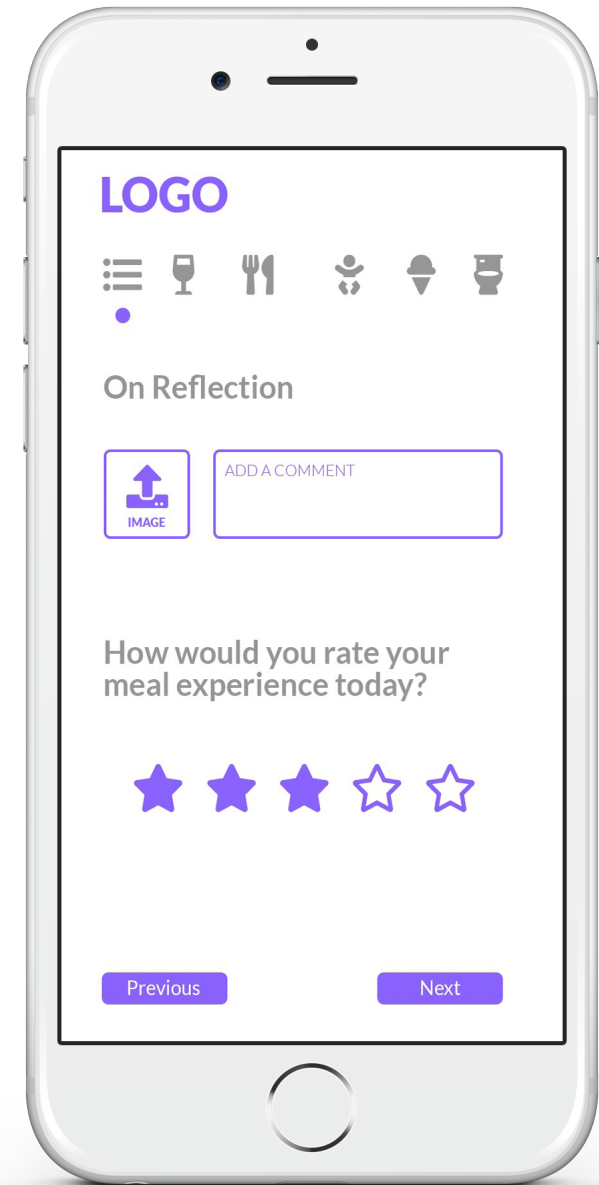 LOGO
On Reflection
ADD A COMMENT
IMAGE
How would you rate your
meal experience today?
Previous
Next